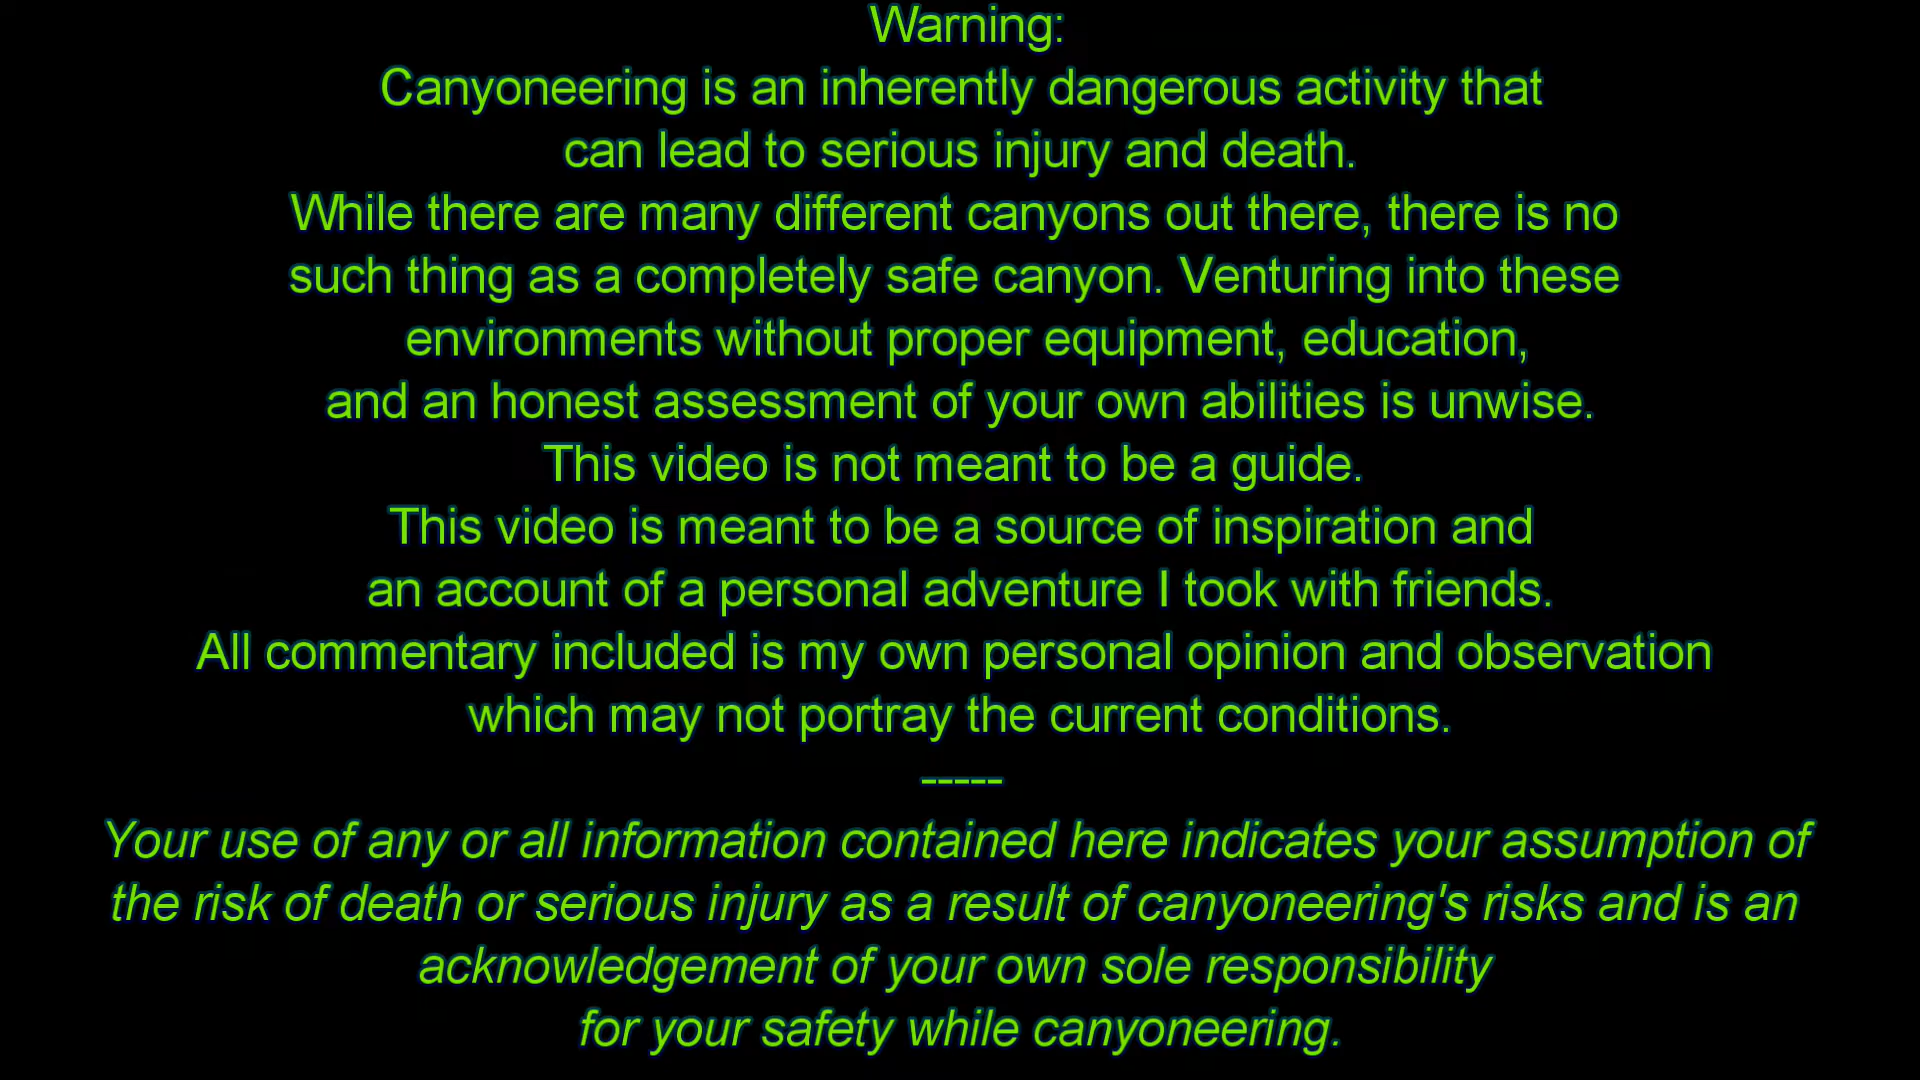 Warning:
Canyoneering is an inherently dangerous activity that
can lead to serious injury and death.
While there are many different canyons out there, there is no
such thing as a completely safe canyon. Venturing into these
environments without proper equipment, education,
and an honest assessment of your own abilities is unwise.
This video is not meant to be a guide.
This video is meant to be a source of inspiration and
an account of a personal adventure I took with friends.
All commentary included is my own personal opinion and observation
which may not portray the current conditions.
-----
Your use of any or all information contained here indicates your assumption of
the risk of death or serious injury as a result of canyoneering's risks and is an
acknowledgement of your own sole responsibility
for your safety while canyoneering.